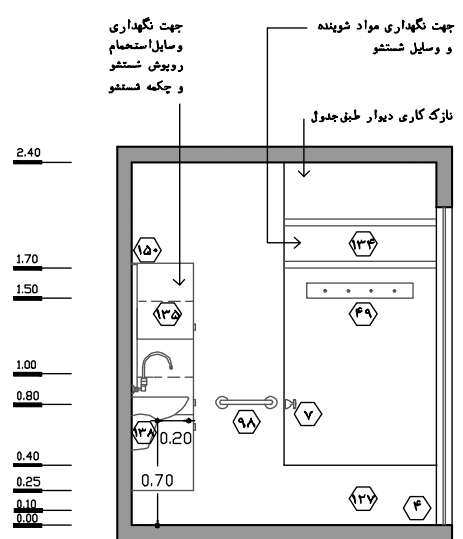 جهت نگهداری
وسایل استحمام
روپوش شستشو
و چکمه شستشو
جهت نگهداری مواد شوینده
و وسایل شستشو
نازک کاری دیوار طبق جدول
2.40
1.70
1.50
1.00
0.80
0.40
0.25
0.10
0.00
۱۵۰
۱۳۴
۱۳۵
۴۹
۷
۹۸
۱۳۸
0.20
0.70
۱۲۷
۴